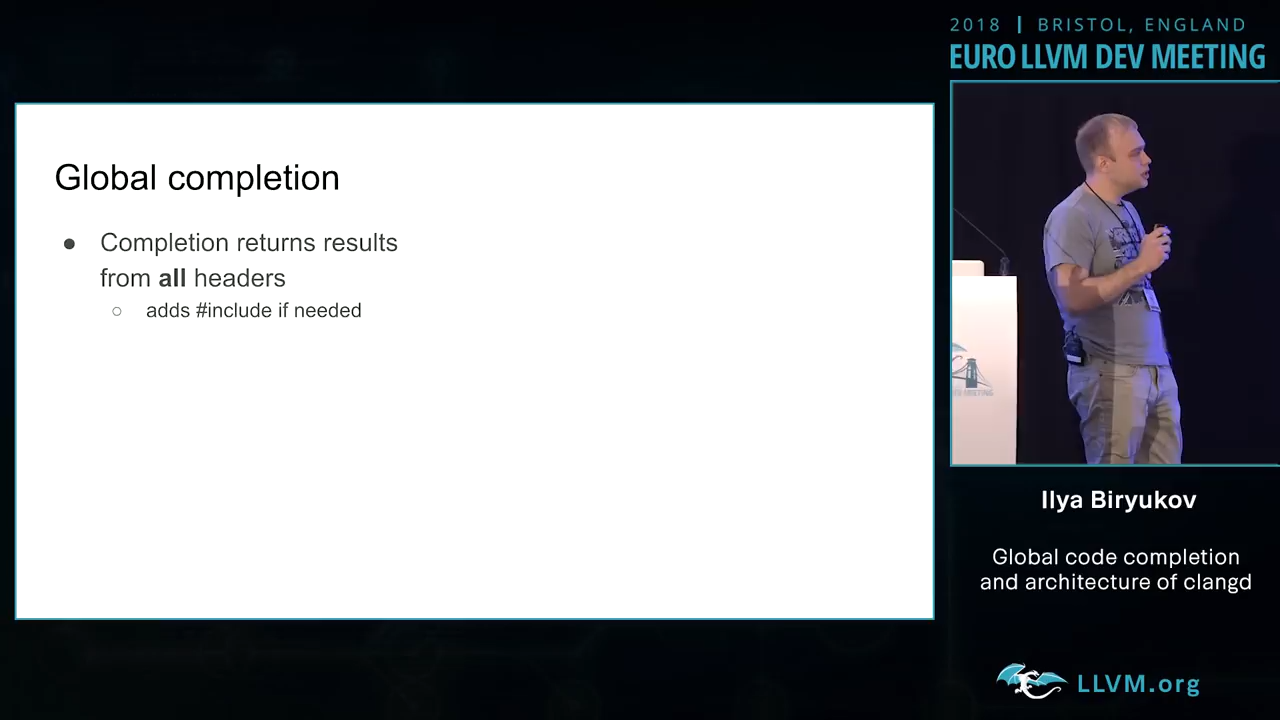 2018 | BRISTOL, ENGLAND
EURO LLVM DEV MEETING
Global completion
● Completion returns results
from all headers
○ adds #include if needed
Ilya Biryukov
Global code completion
and architecture of clangd
LLVM.org